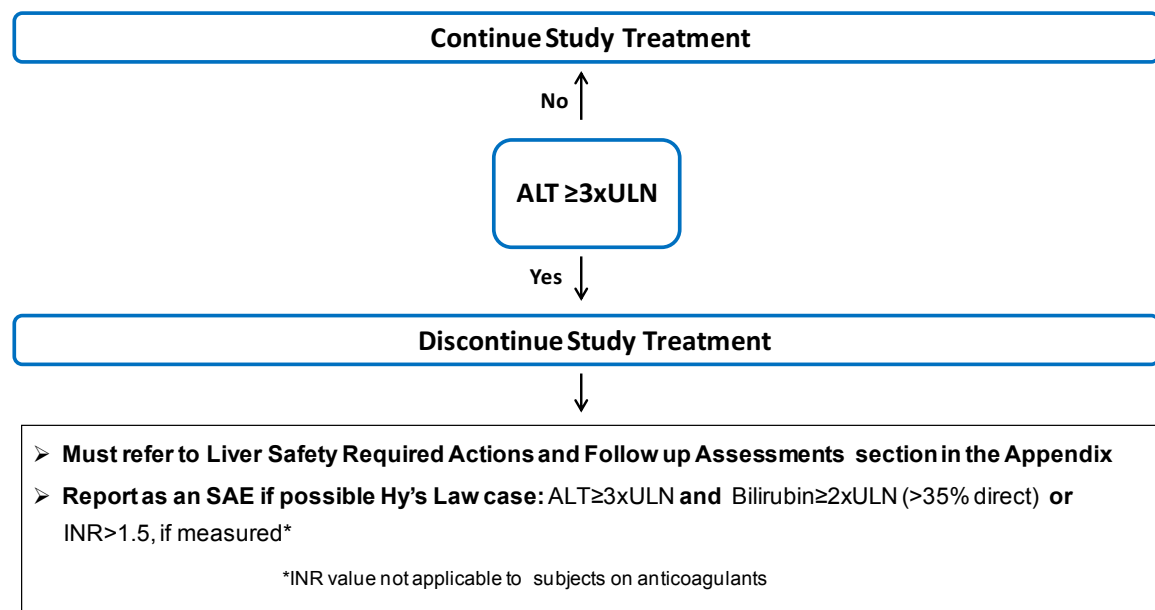 Continue Study Treatment
No
ALT ≥3xULN
Yes
Discontinue Study Treatment
➢ Must refer to Liver Safety Required Actions and Follow up Assessments section in the Appendix
➢ Report as an SAE if possible Hy's Law case: ALT≥3xULN and Bilirubin≥2xULN (>35% direct) or
INR>1.5, if measured*
*INR value not applicable to subjects on anticoagulants